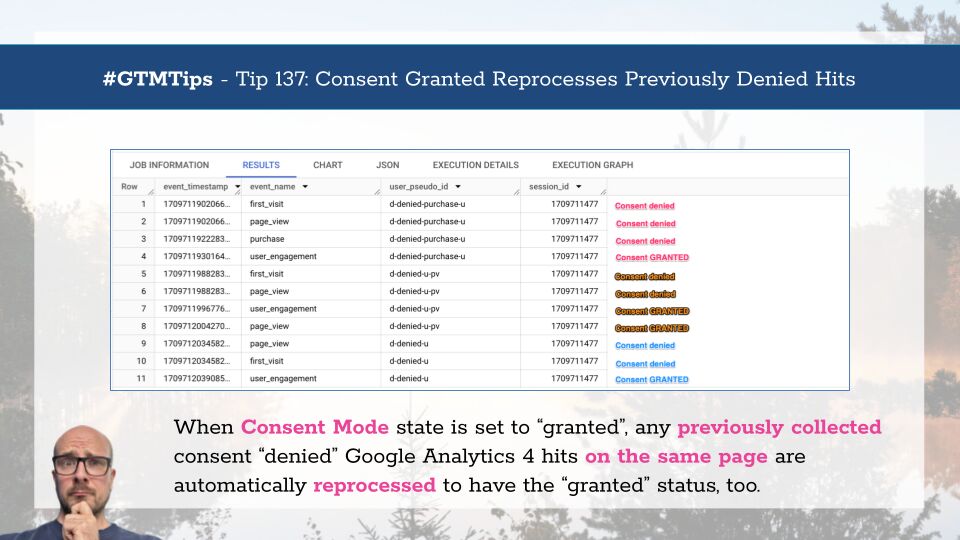 #GTMTips - Tip 137: Consent Granted Reprocesses Previously Denied Hits
JOB INFORMATION RESULTS CHART JSON EXECUTION DETAILS EXECUTION GRAPH
Row event_timestamp event_name user_pseudo_id session_id
1 1709711902066... first_visit d-denied-purchase-u 1709711477 Consent denied
2 1709711902066... page_view d-denied-purchase-u 1709711477 Consent denied
3 1709711922283... purchase d-denied-purchase-u 1709711477 Consent denied
4 1709711930164... user_engagement d-denied-purchase-u 1709711477 Consent GRANTED
5 1709711988283... first_visit d-denied-u-pv 1709711477 Consent denied
6 1709711988283... page_view d-denied-u-pv 1709711477 Consent denied
7 1709711996776... user_engagement d-denied-u-pv 1709711477 Consent GRANTED
8 1709712004270... page_view d-denied-u-pv 1709711477 Consent GRANTED
9 1709712034582... page_view d-denied-u 1709711477 Consent denied
10 1709712034582... first_visit d-denied-u 1709711477 Consent denied
11 1709712039085... user_engagement d-denied-u 1709711477 Consent GRANTED
When Consent Mode state is set to “granted”, any previously collected
consent “denied” Google Analytics 4 hits on the same page are
automatically reprocessed to have the “granted” status, too.